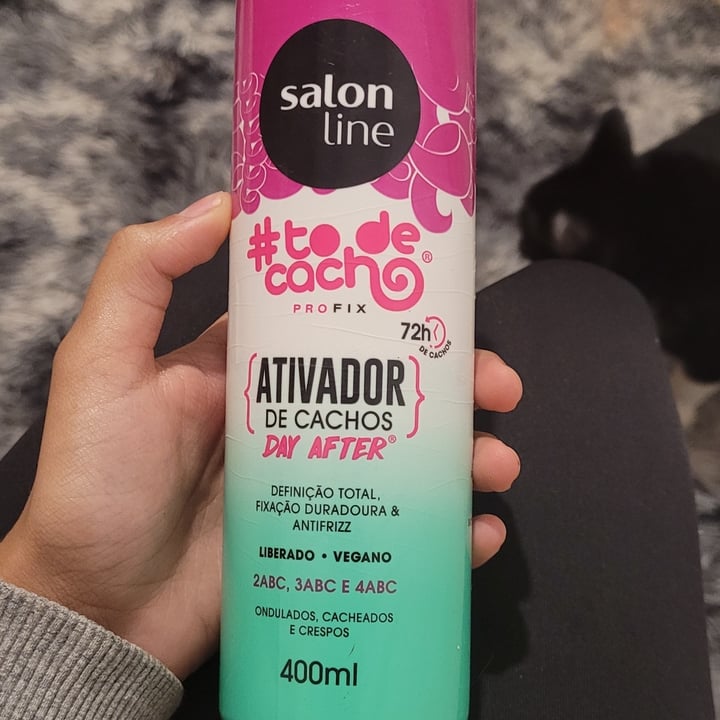 salon
line
#to de
cacho®
PROFIX
72h
DE CACHOS
ATIVADOR
DE CACHOS
DAY AFTER®
DEFINIÇÃO TOTAL,
FIXAÇÃO DURADOURA &
ANTIFRIZZ
LIBERADO • VEGANO
2ABC, 3ABC E 4ABC
ONDULADOS, CACHEADOS
E CRESPOS
400ml